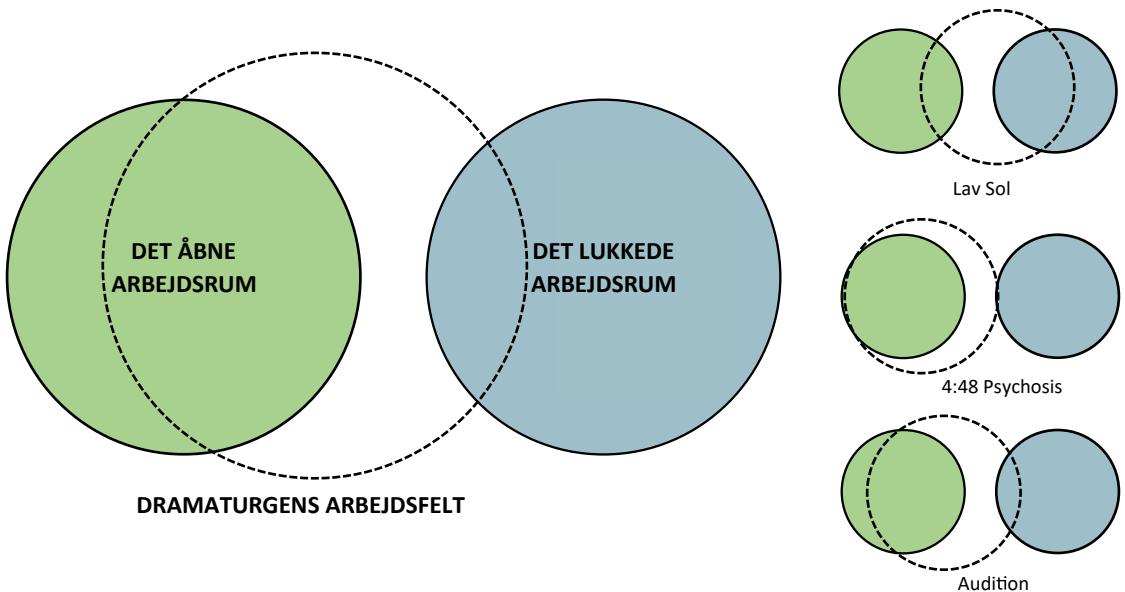 DET ÅBNE
ARBEJDSRUM
DET LUKKEDE
ARBEJDSRUM
DRAMATURGENS ARBEJDSFELT
Lav Sol
4:48 Psychosis
Audition